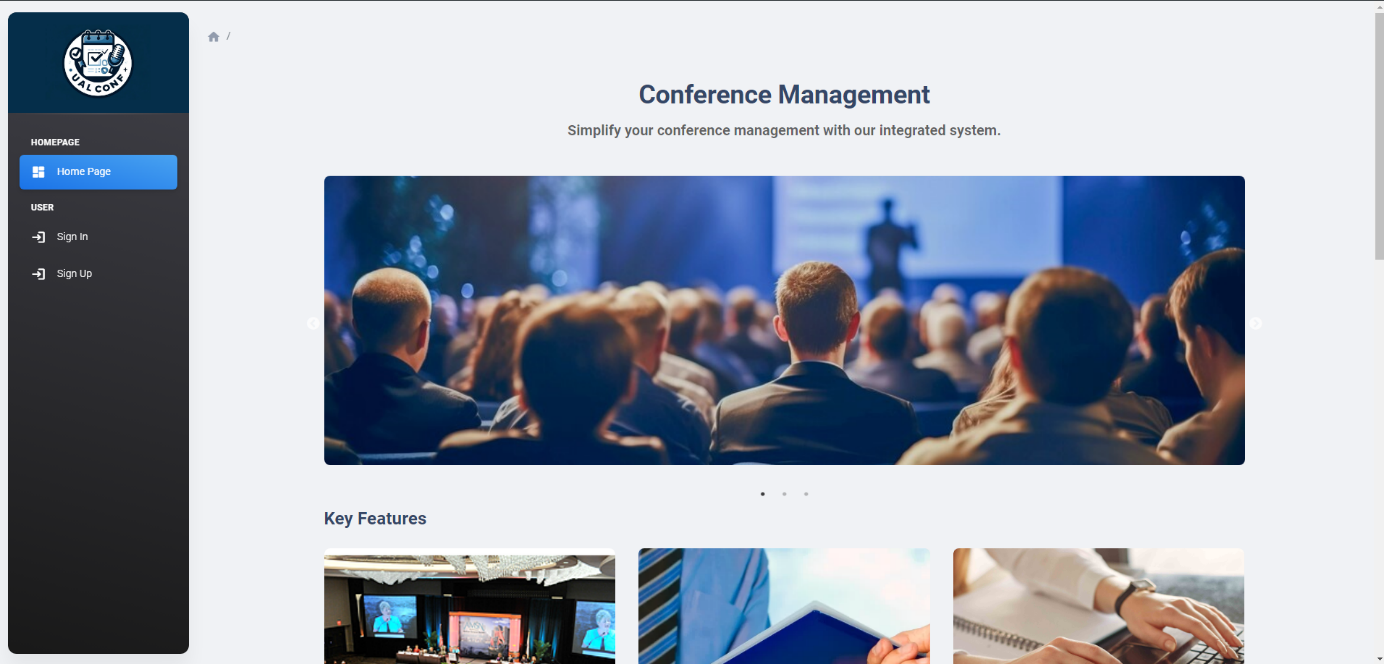 UAL CONF
/
Conference Management
Simplify your conference management with our integrated system.
HOMEPAGE
Home Page
USER
Sign In
Sign Up
Key Features